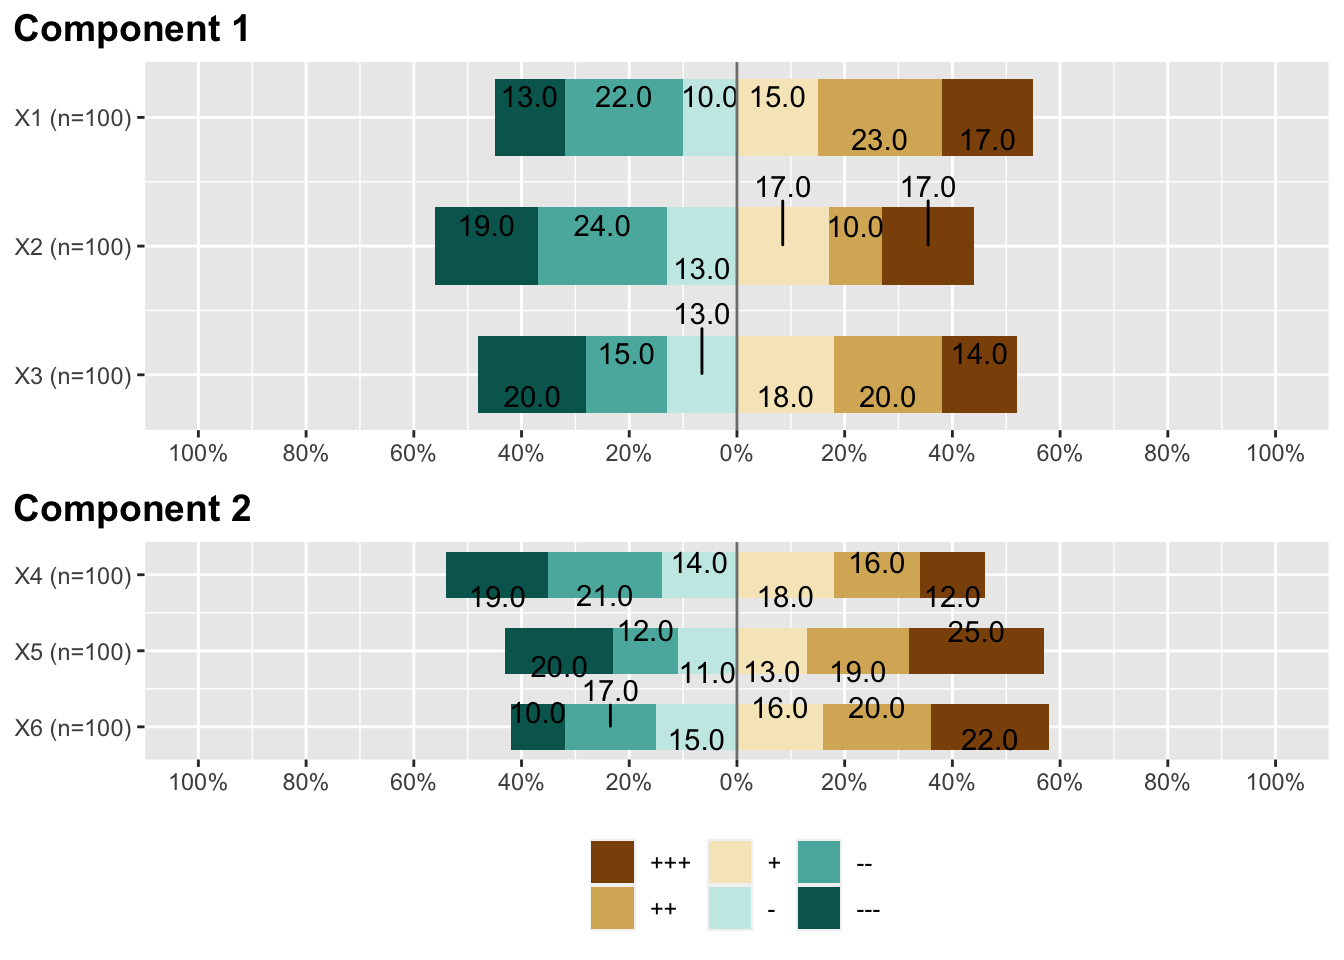 Component 1
13.0 22.0 10.0 15.0
X1 (n=100)
23.0 17.0
17.0 17.0
19.0 24.0 10.0
X2 (n=100)
13.0
13.0
15.0 14.0
X3 (n=100)
20.0 18.0 20.0
100% 80% 60% 40% 20% 0% 20% 40% 60% 80% 100%
Component 2
14.0 16.0
X4 (n=100)
19.0 21.0 18.0 12.0
12.0 25.0
X5 (n=100)
20.0 11.0 13.0 19.0
17.0
10.0 16.0 20.0
X6 (n=100)
15.0 22.0
100% 80% 60% 40% 20% 0% 20% 40% 60% 80% 100%
+++ + --
++ - ---